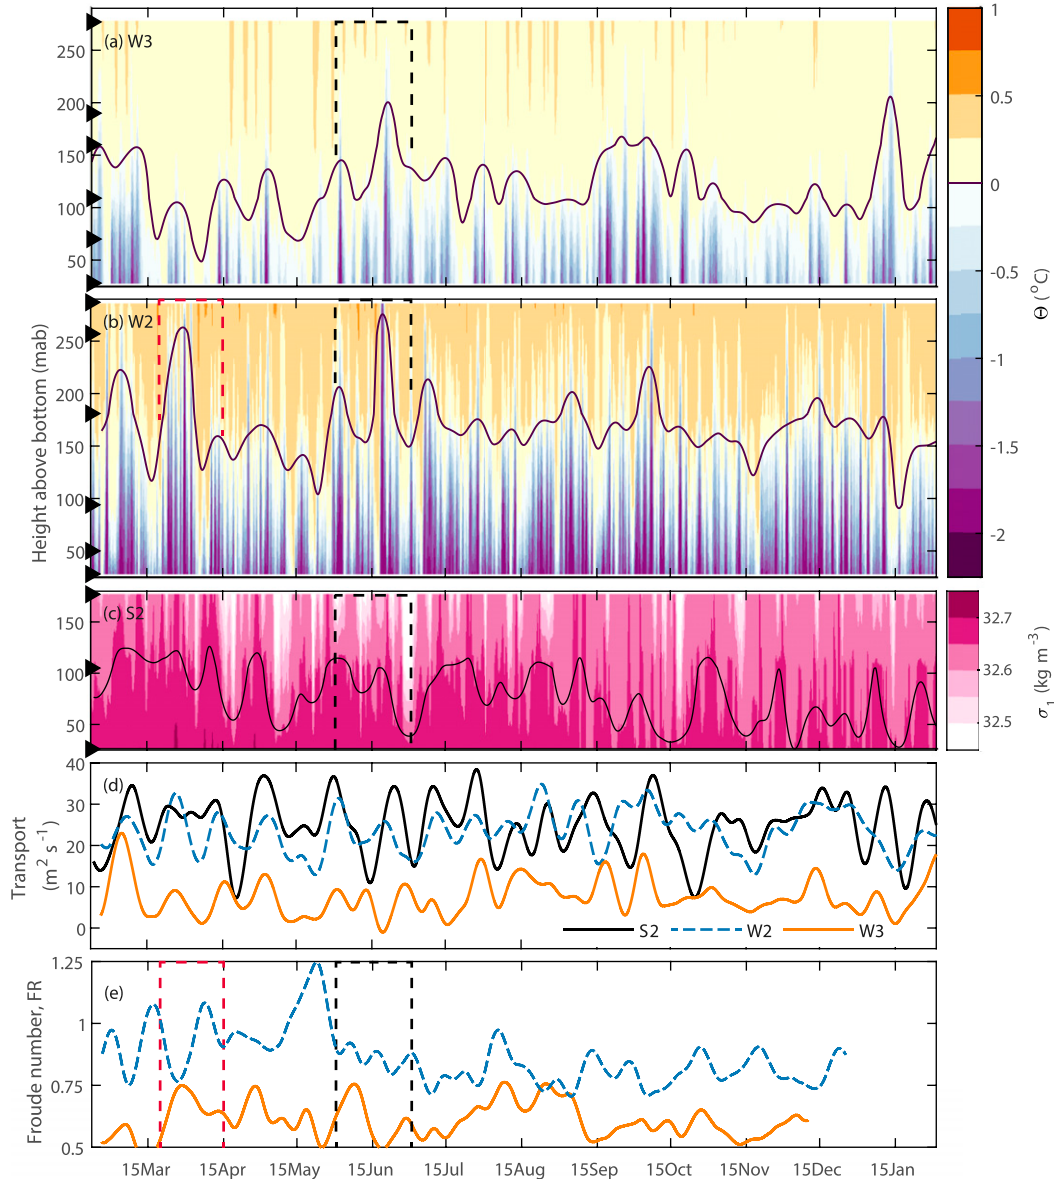 (a) W3
250
200
150
100
50
(b) W2
250
200
150
100
50
Height above bottom (mab)
(c) S2
150
100
50
1
0.5
0
-0.5
-1
-1.5
-2
Θ (°C)
32.7
32.6
32.5
σ1 (kg m-3)
(d)
40
30
20
10
0
Transport
(m2 s-1)
S2 W2 W3
(e)
1.25
1
0.75
0.5
Froude number, FR
15Mar 15Apr 15May 15Jun 15Jul 15Aug 15Sep 15Oct 15Nov 15Dec 15Jan